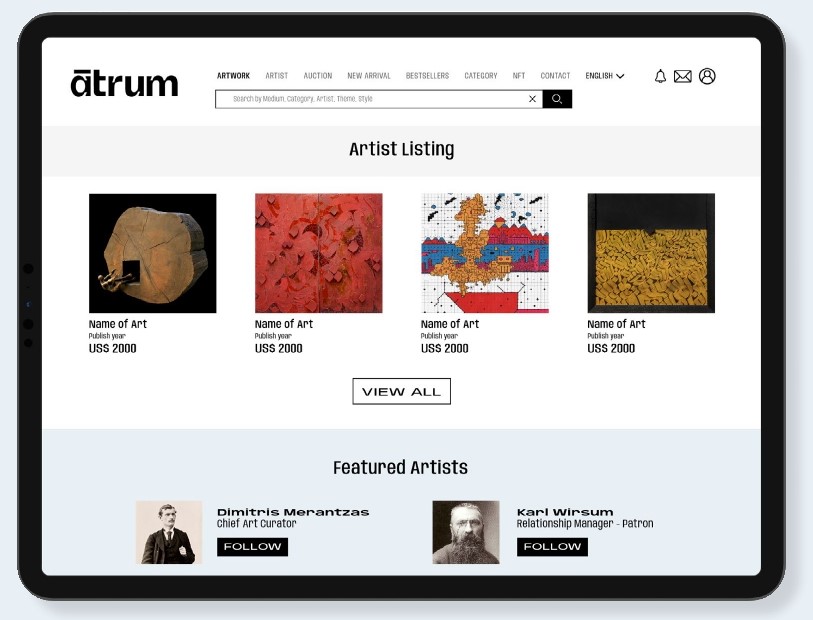 ātrum
ARTWORK ARTIST AUCTION NEW ARRIVAL BESTSELLERS CATEGORY NFT CONTACT ENGLISH
Search by Medium, Category, Artist, Theme, Style
Artist Listing
Name of Art Name of Art Name of Art Name of Art
Publish year Publish year Publish year Publish year
US$ 2000 US$ 2000 US$ 2000 US$ 2000
VIEW ALL
Featured Artists
Dimitris Merantzas Karl Wirsum
Chief Art Curator Relationship Manager - Patron
FOLLOW FOLLOW